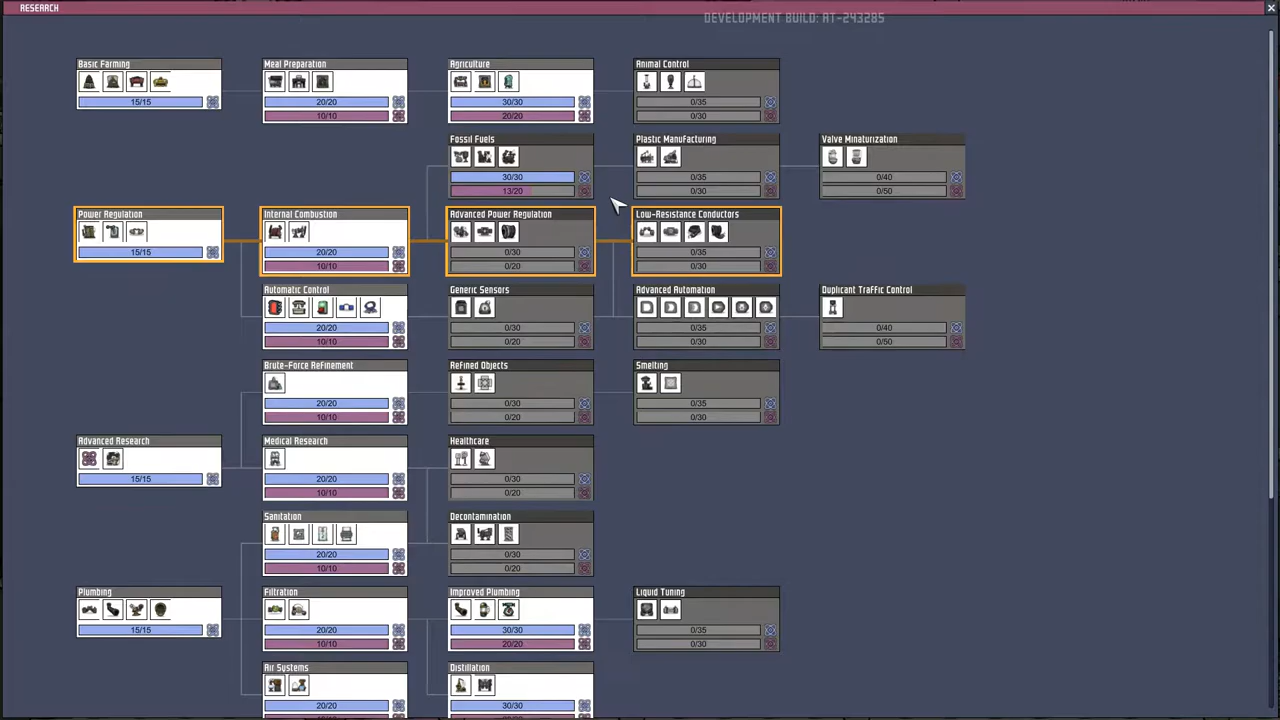 RESEARCH
DEVELOPMENT BUILD: AT-243285
Basic Farming
15/15
Meal Preparation
20/20
10/10
Agriculture
30/30
20/20
Animal Control
0/35
0/30
Fossil Fuels
30/30
13/20
Plastic Manufacturing
0/35
0/30
Valve Minaturization
0/40
0/50
Power Regulation
15/15
Internal Combustion
20/20
10/10
Advanced Power Regulation
0/30
0/20
Low-Resistance Conductors
0/35
0/30
Automatic Control
20/20
10/10
Generic Sensors
0/30
0/20
Advanced Automation
0/35
0/30
Duplicant Traffic Control
0/40
0/50
Brute-Force Refinement
20/20
10/10
Refined Objects
0/30
0/20
Smelting
0/35
0/30
Advanced Research
15/15
Medical Research
20/20
10/10
Healthcare
0/30
0/20
Sanitation
20/20
10/10
Decontamination
0/30
0/20
Plumbing
15/15
Filtration
20/20
10/10
Improved Plumbing
30/30
20/20
Liquid Tuning
0/35
0/30
Air Systems
20/20
Distillation
30/30